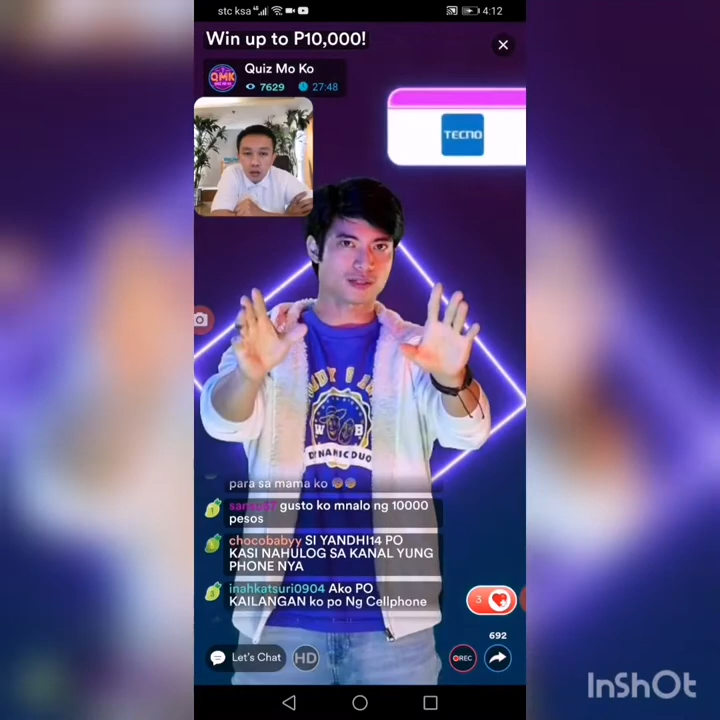 stc ksa
4:12
Win up to P10,000!
QMK
Quiz Mo Ko
7629 27:48
TECNO
W B
DYNAMIC DUO
para sa mama ko
gusto ko mnalo ng 10000
pesos
chocobabyy SI YANDHI14 PO
KASI NAHULOG SA KANAL YUNG
PHONE NYA
inahkatsuri0904 Ako PO
KAILANGAN ko po Ng Cellphone
3
692
Let's Chat HD
REC
InShOt